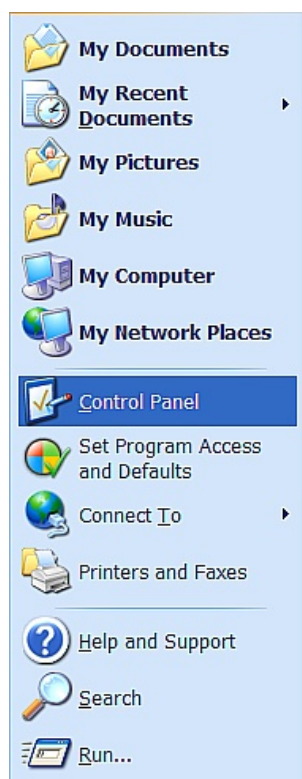 My Documents
My Recent
Documents
My Pictures
My Music
My Computer
My Network Places
Control Panel
Set Program Access
and Defaults
Connect To
Printers and Faxes
Help and Support
Search
Run...